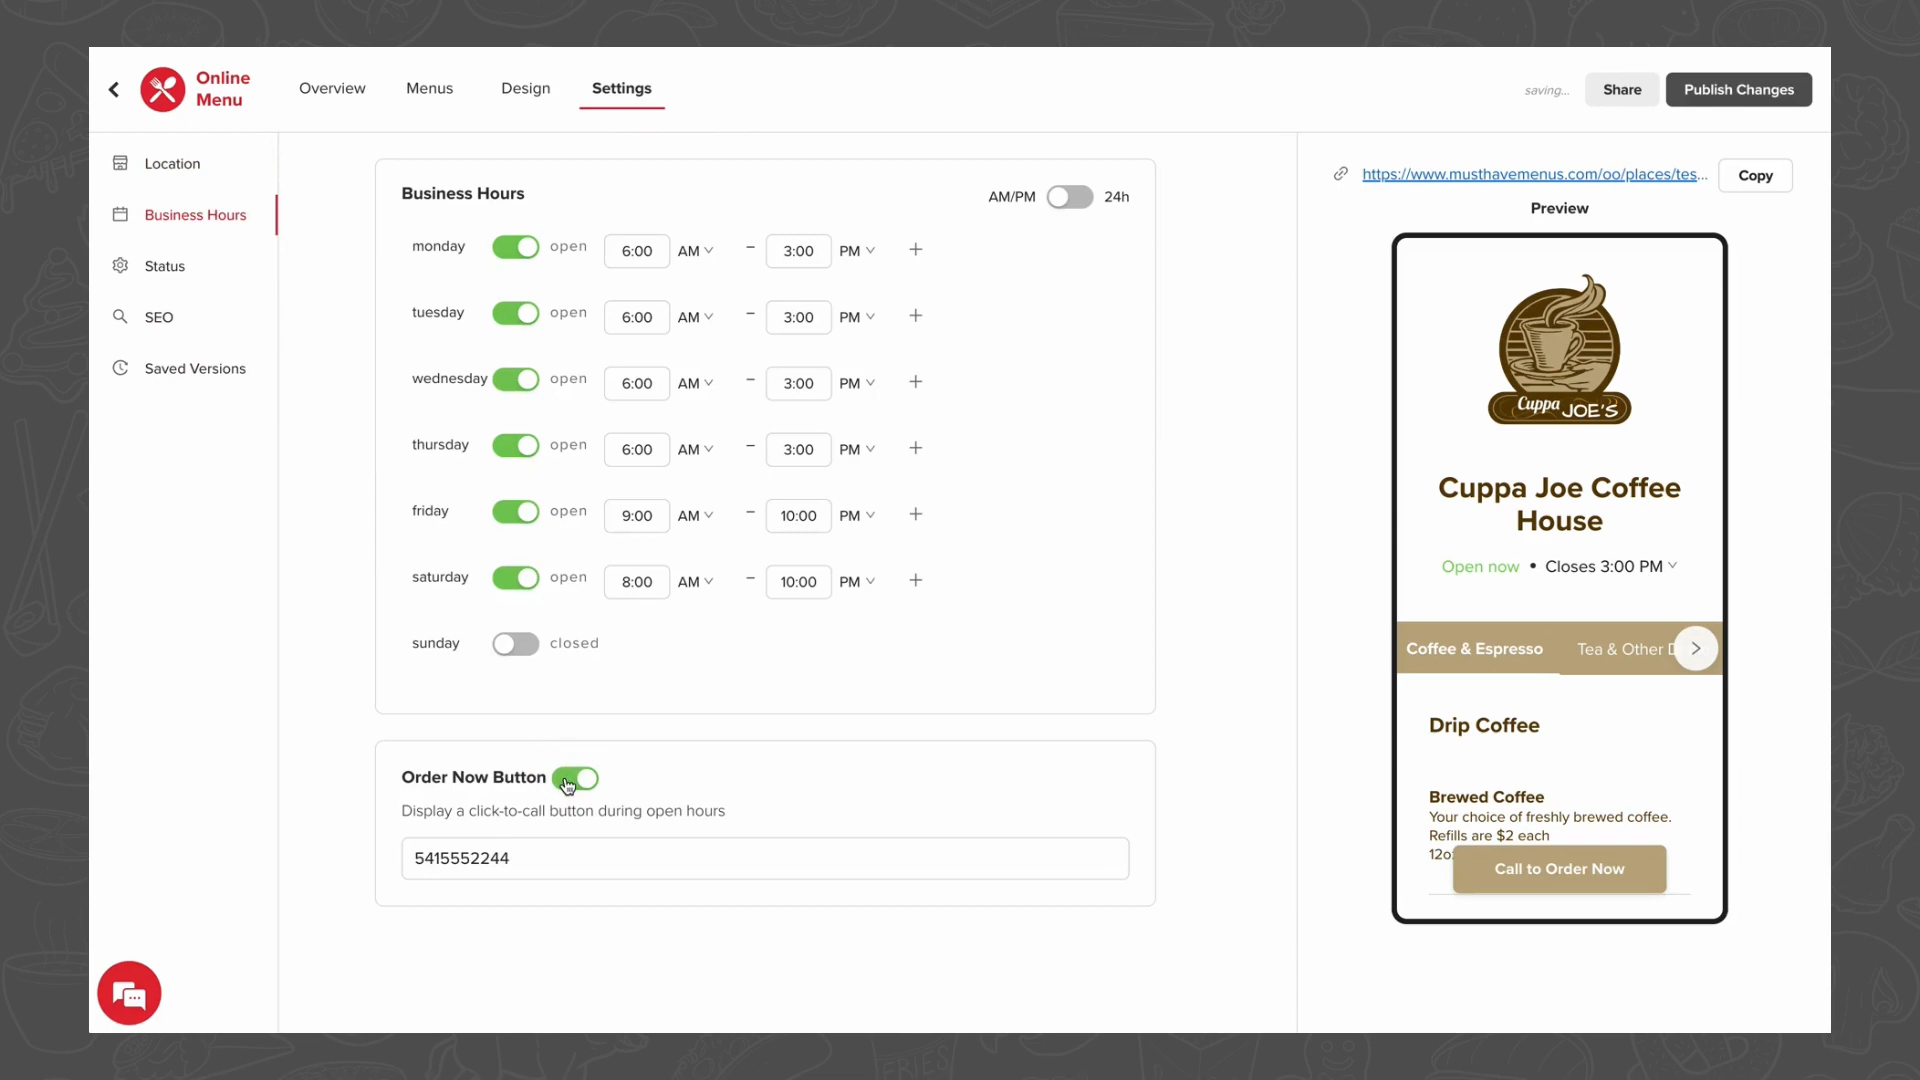 Online
Menu
Overview
Menus
Design
Settings
saving...
Share
Publish Changes
Location
Business Hours
Status
SEO
Saved Versions
Business Hours
AM/PM
24h
monday open 6:00 AM – 3:00 PM +
tuesday open 6:00 AM – 3:00 PM +
wednesday open 6:00 AM – 3:00 PM +
thursday open 6:00 AM – 3:00 PM +
friday open 9:00 AM – 10:00 PM +
saturday open 8:00 AM – 10:00 PM +
sunday closed
Order Now Button
Display a click-to-call button during open hours
5415552244
https://www.musthavemenus.com/oo/places/tes...
Copy
Preview
Cuppa JOE'S
Cuppa Joe Coffee
House
Open now • Closes 3:00 PM
Coffee & Espresso
Tea & Other D
Drip Coffee
Brewed Coffee
Your choice of freshly brewed coffee.
Refills are $2 each
12o
Call to Order Now
FRIES